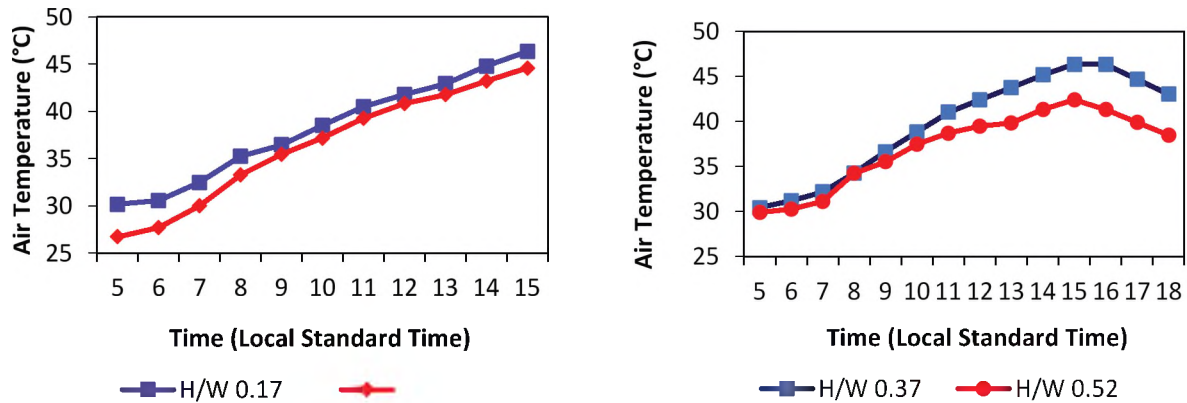 Air Temperature (°C)
50
45
40
35
30
25
5 6 7 8 9 10 11 12 13 14 15
Time (Local Standard Time)
H/W 0.17
Air Temperature (°C)
50
45
40
35
30
25
5 6 7 8 9 10 11 12 13 14 15 16 17 18
Time (Local Standard Time)
H/W 0.37 H/W 0.52